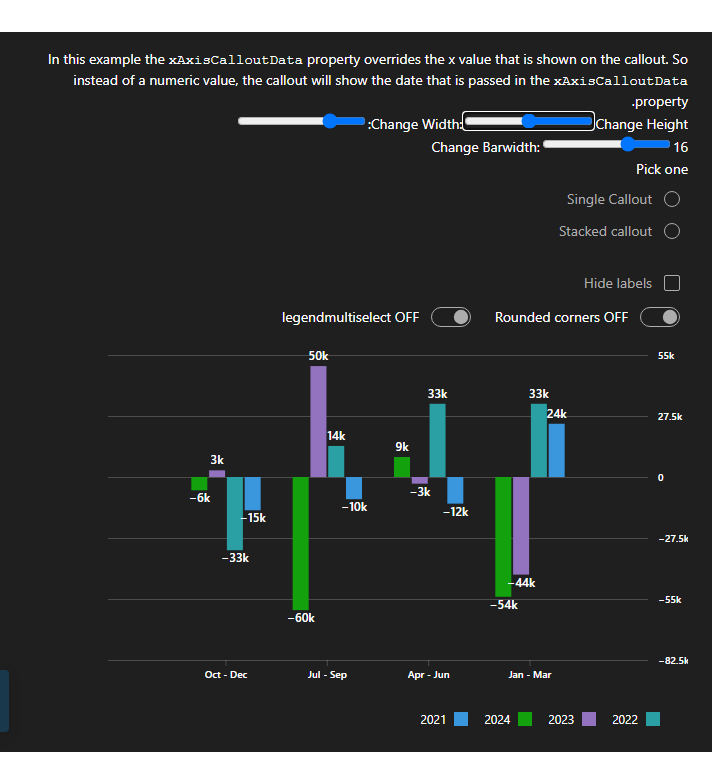 In this example the xAxisCalloutData property overrides the x value that is shown on the callout. So
instead of a numeric value, the callout will show the date that is passed in the xAxisCalloutData
.property
:Change Width: Change Height
Change Barwidth: 16
Pick one
Single Callout
Stacked callout
Hide labels
legendmultiselect OFF Rounded corners OFF
50k 55k
33k 33k
24k 27.5k
14k
9k
3k
0
−6k −3k
−10k −12k
−15k
−27.5k
−33k
−44k
−54k −55k
−60k
−82.5k
Oct - Dec Jul - Sep Apr - Jun Jan - Mar
2021 2024 2023 2022